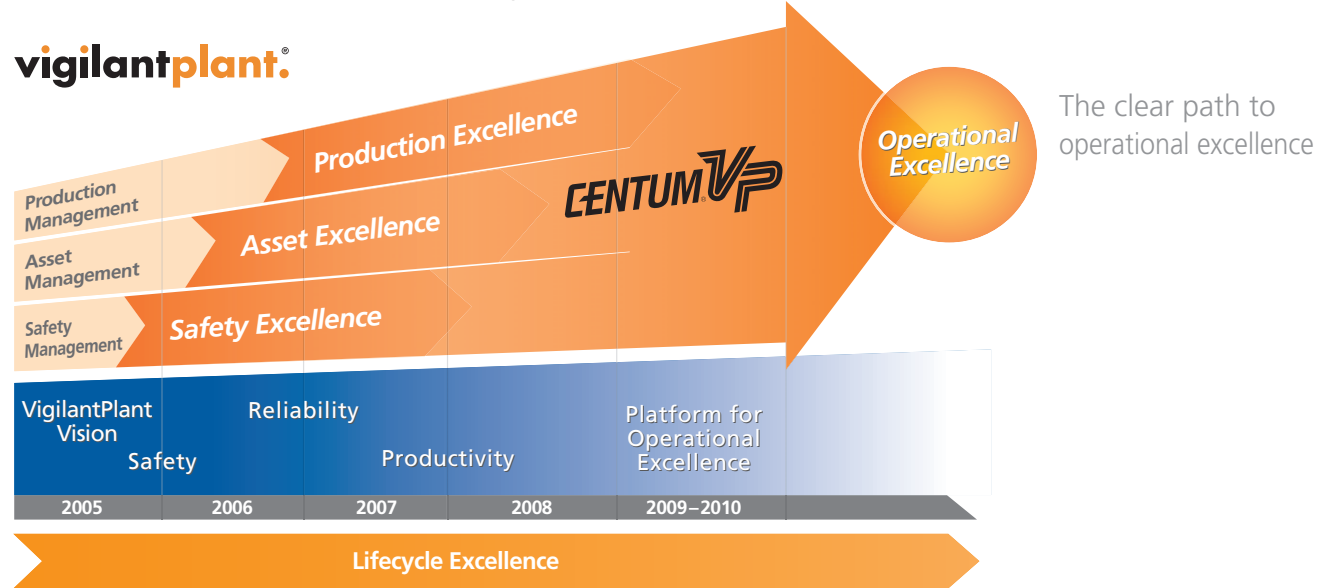 vigilantplant.®
The clear path to
operational excellence
Production
Management
Production Excellence
Asset
Management
Asset Excellence
Safety
Management
Safety Excellence
CENTUM VP
Operational
Excellence
VigilantPlant
Vision
Safety
Reliability
Productivity
Platform for
Operational
Excellence
2005
2006
2007
2008
2009–2010
Lifecycle Excellence